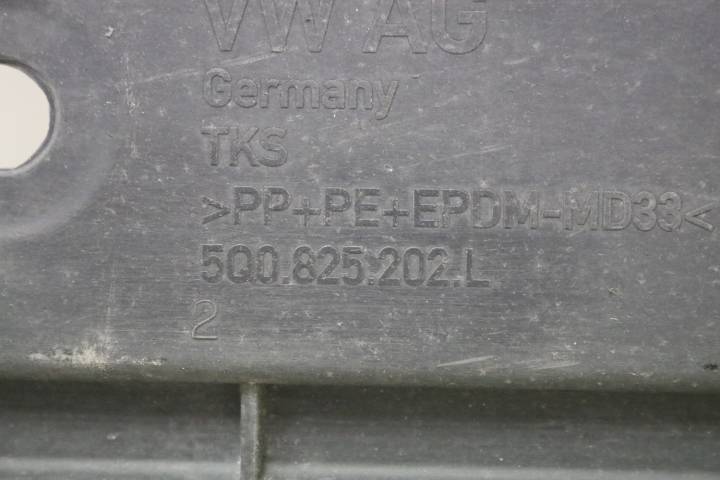 VW AG
Germany
TKS
>PP+PE+EPDM-MD33<
5Q0.825.202.L
2